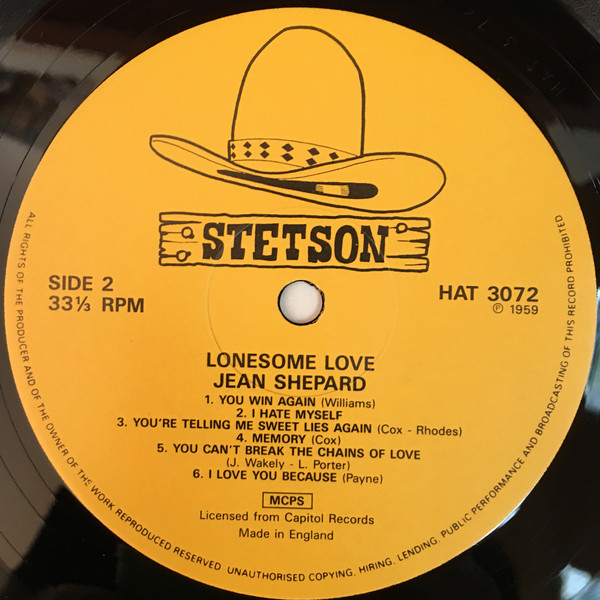 STETSON
SIDE 2
33⅓ RPM
HAT 3072
℗ 1959
LONESOME LOVE
JEAN SHEPARD
1. YOU WIN AGAIN (Williams)
2. I HATE MYSELF
3. YOU'RE TELLING ME SWEET LIES AGAIN (Cox - Rhodes)
4. MEMORY (Cox)
5. YOU CAN'T BREAK THE CHAINS OF LOVE
(J. Wakely - L. Porter)
6. I LOVE YOU BECAUSE (Payne)
MCPS
Licensed from Capitol Records
Made in England
ALL RIGHTS OF THE PRODUCER AND OF THE OWNER OF THE WORK REPRODUCED RESERVED. UNAUTHORISED COPYING, HIRING, LENDING, PUBLIC PERFORMANCE AND BROADCASTING OF THIS RECORD PROHIBITED